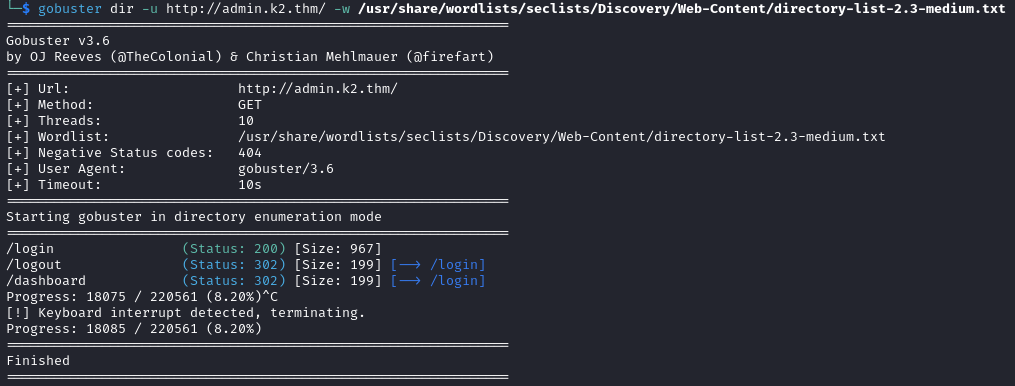 └─$ gobuster dir -u http://admin.k2.thm/ -w /usr/share/wordlists/seclists/Discovery/Web-Content/directory-list-2.3-medium.txt
===============================================================
Gobuster v3.6
by OJ Reeves (@TheColonial) & Christian Mehlmauer (@firefart)
===============================================================
[+] Url:                     http://admin.k2.thm/
[+] Method:                  GET
[+] Threads:                 10
[+] Wordlist:                /usr/share/wordlists/seclists/Discovery/Web-Content/directory-list-2.3-medium.txt
[+] Negative Status codes:   404
[+] User Agent:              gobuster/3.6
[+] Timeout:                 10s
===============================================================
Starting gobuster in directory enumeration mode
===============================================================
/login                (Status: 200) [Size: 967]
/logout               (Status: 302) [Size: 199] [--> /login]
/dashboard            (Status: 302) [Size: 199] [--> /login]
Progress: 18075 / 220561 (8.20%)^C
[!] Keyboard interrupt detected, terminating.
Progress: 18085 / 220561 (8.20%)
===============================================================
Finished
===============================================================